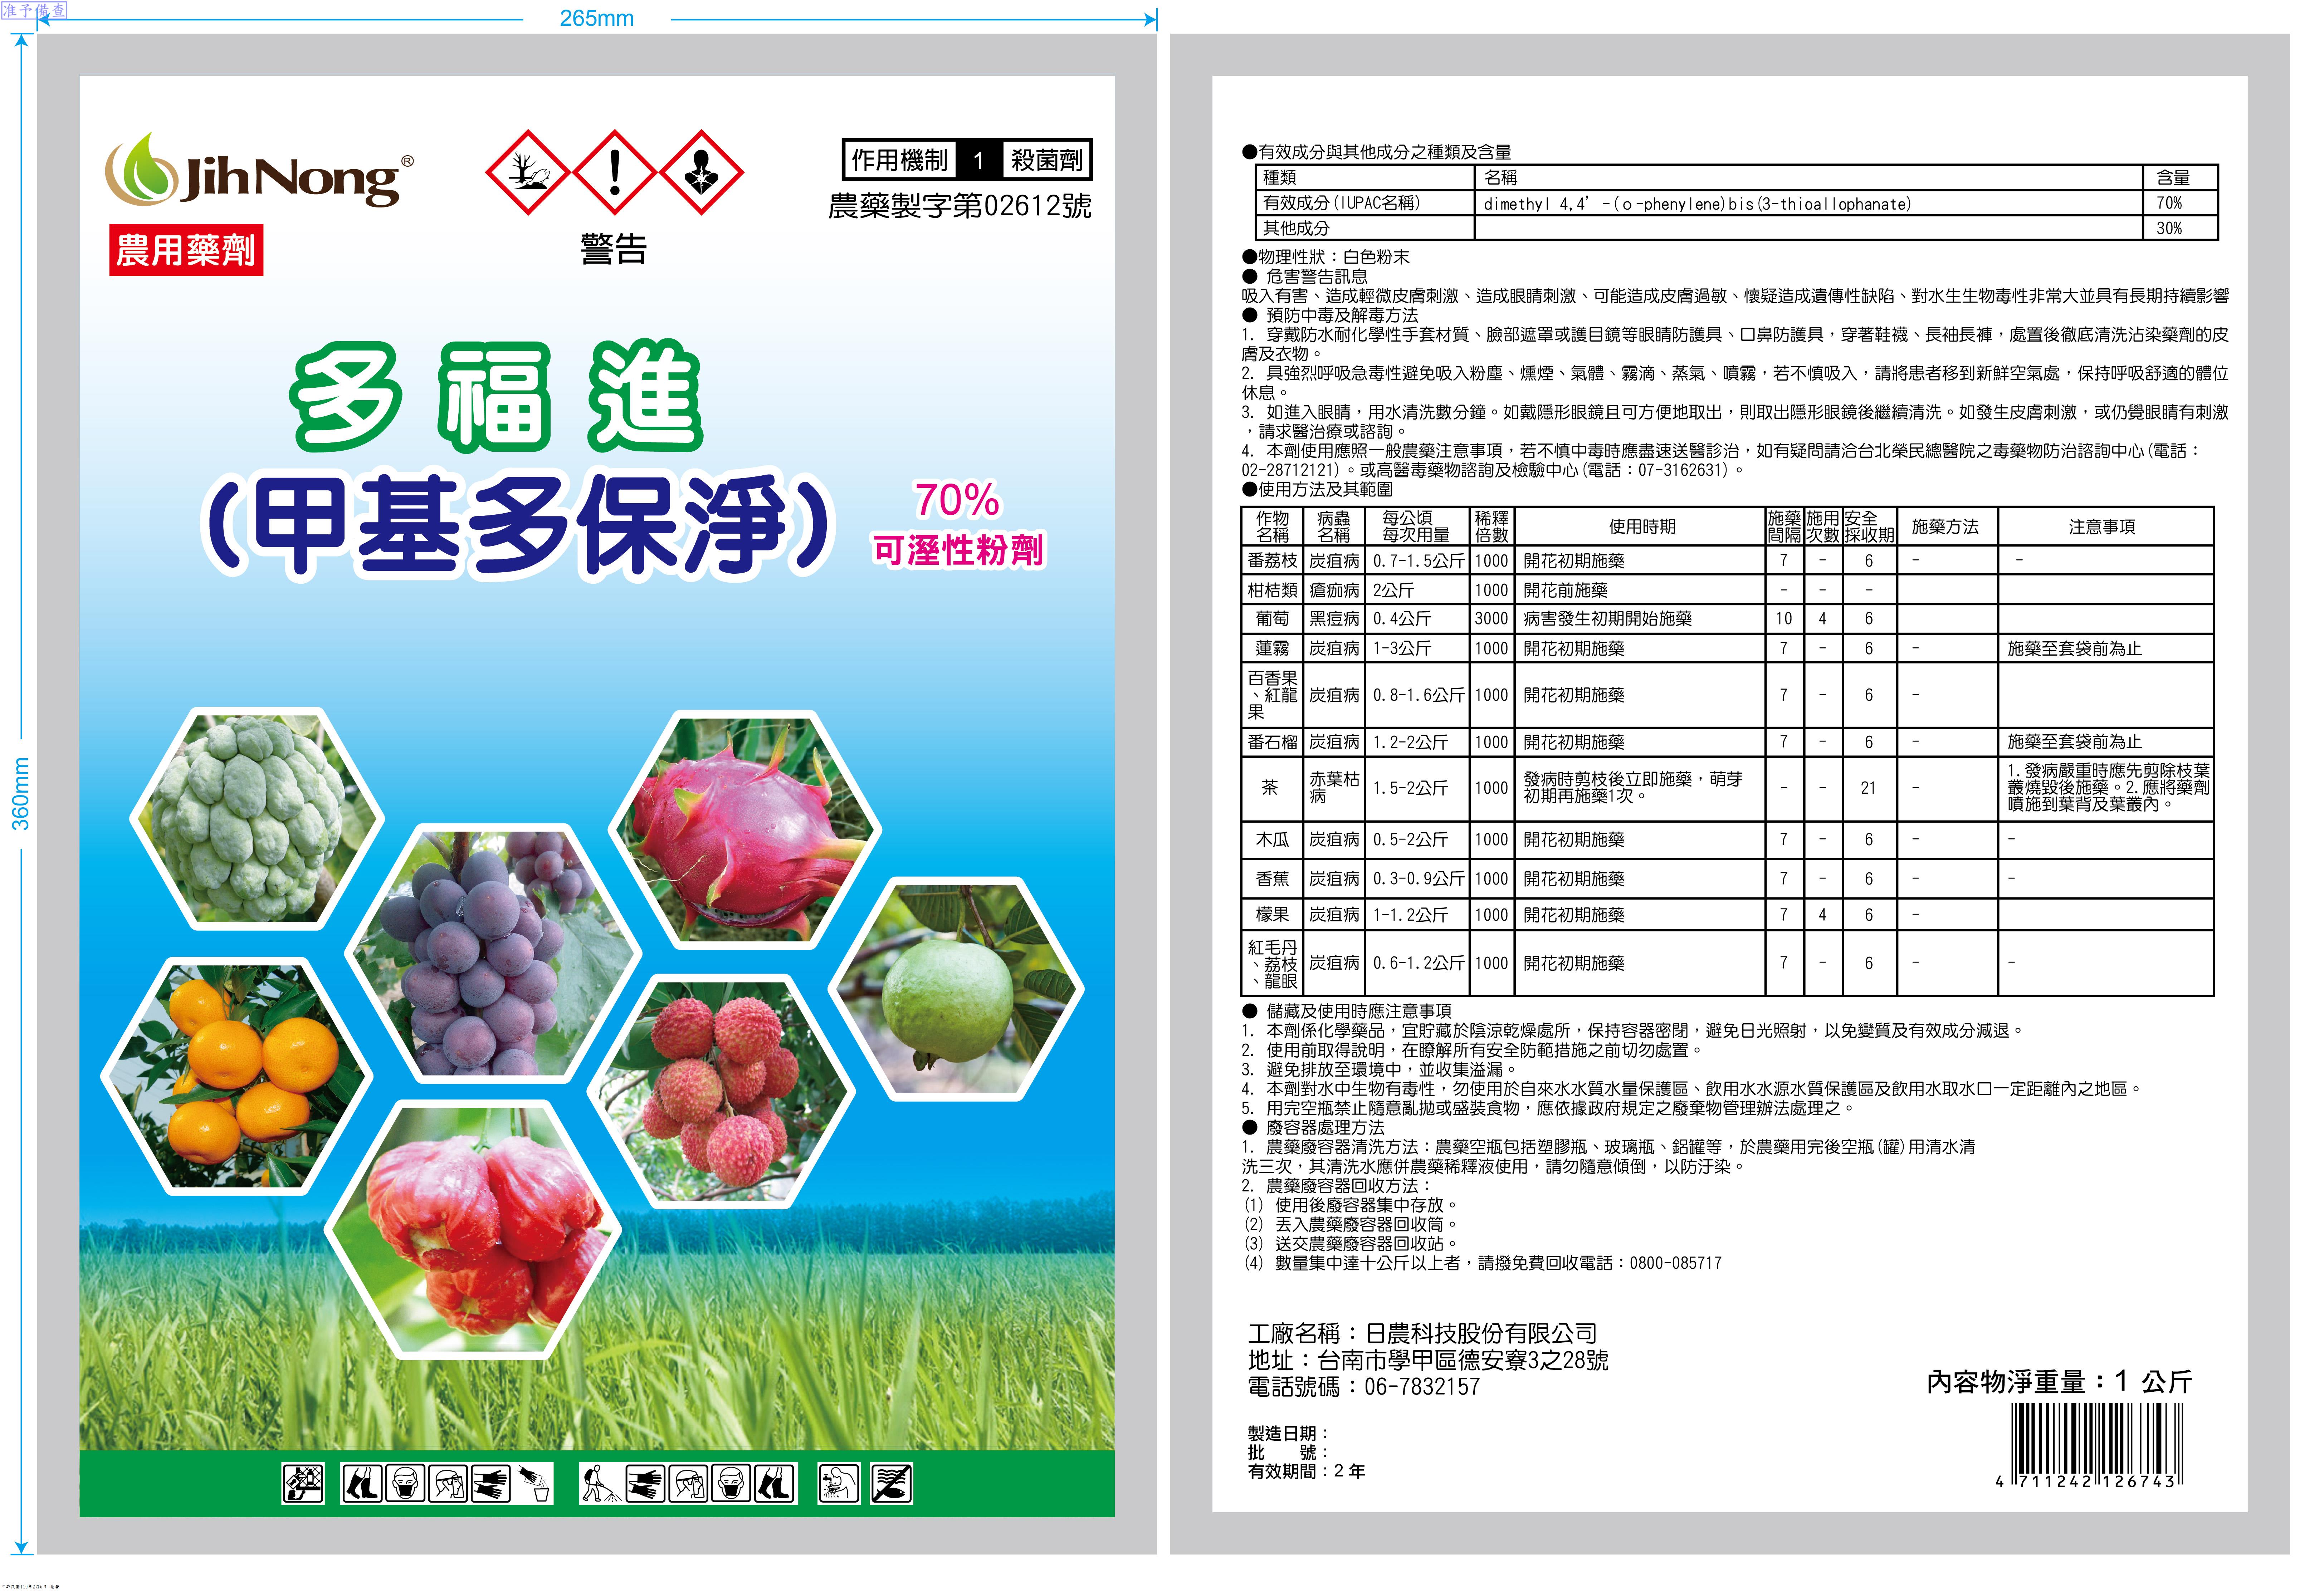 准予備查
265mm
360mm
JihNong®
農用藥劑
警告
作用機制 1 殺菌劑
農藥製字第02612號
多福進
(甲基多保淨)
70%
可溼性粉劑
●有效成分與其他成分之種類及含量
種類 名稱 含量
有效成分(IUPAC名稱) dimethyl 4,4’-(o-phenylene)bis(3-thioallophanate) 70%
其他成分 30%
●物理性狀：白色粉末
● 危害警告訊息
吸入有害、造成輕微皮膚刺激、造成眼睛刺激、可能造成皮膚過敏、懷疑造成遺傳性缺陷、對水生生物毒性非常大並具有長期持續影響
● 預防中毒及解毒方法
1. 穿戴防水耐化學性手套材質、臉部遮罩或護目鏡等眼睛防護具、口鼻防護具，穿著鞋襪、長袖長褲，處置後徹底清洗沾染藥劑的皮
膚及衣物。
2. 具強烈呼吸急毒性避免吸入粉塵、燻煙、氣體、霧滴、蒸氣、噴霧，若不慎吸入，請將患者移到新鮮空氣處，保持呼吸舒適的體位
休息。
3. 如進入眼睛，用水清洗數分鐘。如戴隱形眼鏡且可方便地取出，則取出隱形眼鏡後繼續清洗。如發生皮膚刺激，或仍覺眼睛有刺激
，請求醫治療或諮詢。
4. 本劑使用應照一般農藥注意事項，若不慎中毒時應盡速送醫診治，如有疑問請洽台北榮民總醫院之毒藥物防治諮詢中心(電話：
02-28712121)。或高醫毒藥物諮詢及檢驗中心(電話：07-3162631)。
●使用方法及其範圍
作物名稱 病蟲名稱 每公頃每次用量 稀釋倍數 使用時期 施藥間隔 施用次數 安全採收期 施藥方法 注意事項
番荔枝 炭疽病 0.7-1.5公斤 1000 開花初期施藥 7 - 6 - -
柑桔類 瘡痂病 2公斤 1000 開花前施藥 - - -
葡萄 黑痘病 0.4公斤 3000 病害發生初期開始施藥 10 4 6
蓮霧 炭疽病 1-3公斤 1000 開花初期施藥 7 - 6 - 施藥至套袋前為止
百香果、紅龍果 炭疽病 0.8-1.6公斤 1000 開花初期施藥 7 - 6 -
番石榴 炭疽病 1.2-2公斤 1000 開花初期施藥 7 - 6 - 施藥至套袋前為止
茶 赤葉枯病 1.5-2公斤 1000 發病時剪枝後立即施藥，萌芽初期再施藥1次。 - - 21 - 1.發病嚴重時應先剪除枝葉叢燒毀後施藥。2.應將藥劑噴施到葉背及葉叢內。
木瓜 炭疽病 0.5-2公斤 1000 開花初期施藥 7 - 6 - -
香蕉 炭疽病 0.3-0.9公斤 1000 開花初期施藥 7 - 6 - -
檬果 炭疽病 1-1.2公斤 1000 開花初期施藥 7 4 6 -
紅毛丹、荔枝、龍眼 炭疽病 0.6-1.2公斤 1000 開花初期施藥 7 - 6 - -
● 儲藏及使用時應注意事項
1. 本劑係化學藥品，宜貯藏於陰涼乾燥處所，保持容器密閉，避免日光照射，以免變質及有效成分減退。
2. 使用前取得說明，在瞭解所有安全防範措施之前切勿處置。
3. 避免排放至環境中，並收集溢漏。
4. 本劑對水中生物有毒性，勿使用於自來水水質水量保護區、飲用水水源水質保護區及飲用水取水口一定距離內之地區。
5. 用完空瓶禁止隨意亂拋或盛裝食物，應依據政府規定之廢棄物管理辦法處理之。
● 廢容器處理方法
1. 農藥廢容器清洗方法：農藥空瓶包括塑膠瓶、玻璃瓶、鋁罐等，於農藥用完後空瓶(罐)用清水清
洗三次，其清洗水應併農藥稀釋液使用，請勿隨意傾倒，以防汙染。
2. 農藥廢容器回收方法：
(1) 使用後廢容器集中存放。
(2) 丟入農藥廢容器回收筒。
(3) 送交農藥廢容器回收站。
(4) 數量集中達十公斤以上者，請撥免費回收電話：0800-085717
工廠名稱：日農科技股份有限公司
地址：台南市學甲區德安寮3之28號
電話號碼：06-7832157
內容物淨重量：1 公斤
製造日期：
批　號：
有效期間：2 年
4 711242 126743